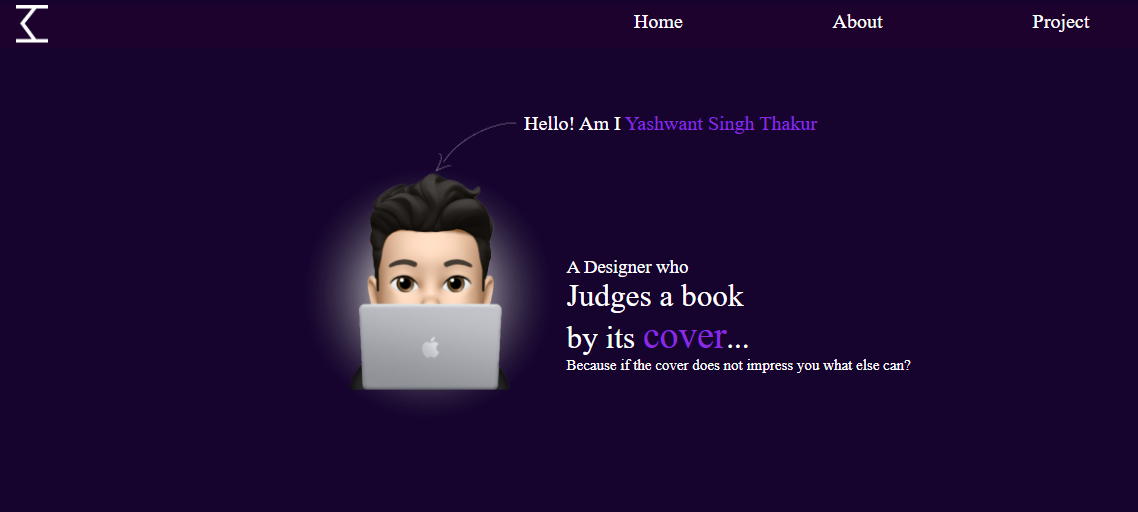 Home About Project
Hello! Am I Yashwant Singh Thakur
A Designer who
Judges a book
by its cover...
Because if the cover does not impress you what else can?